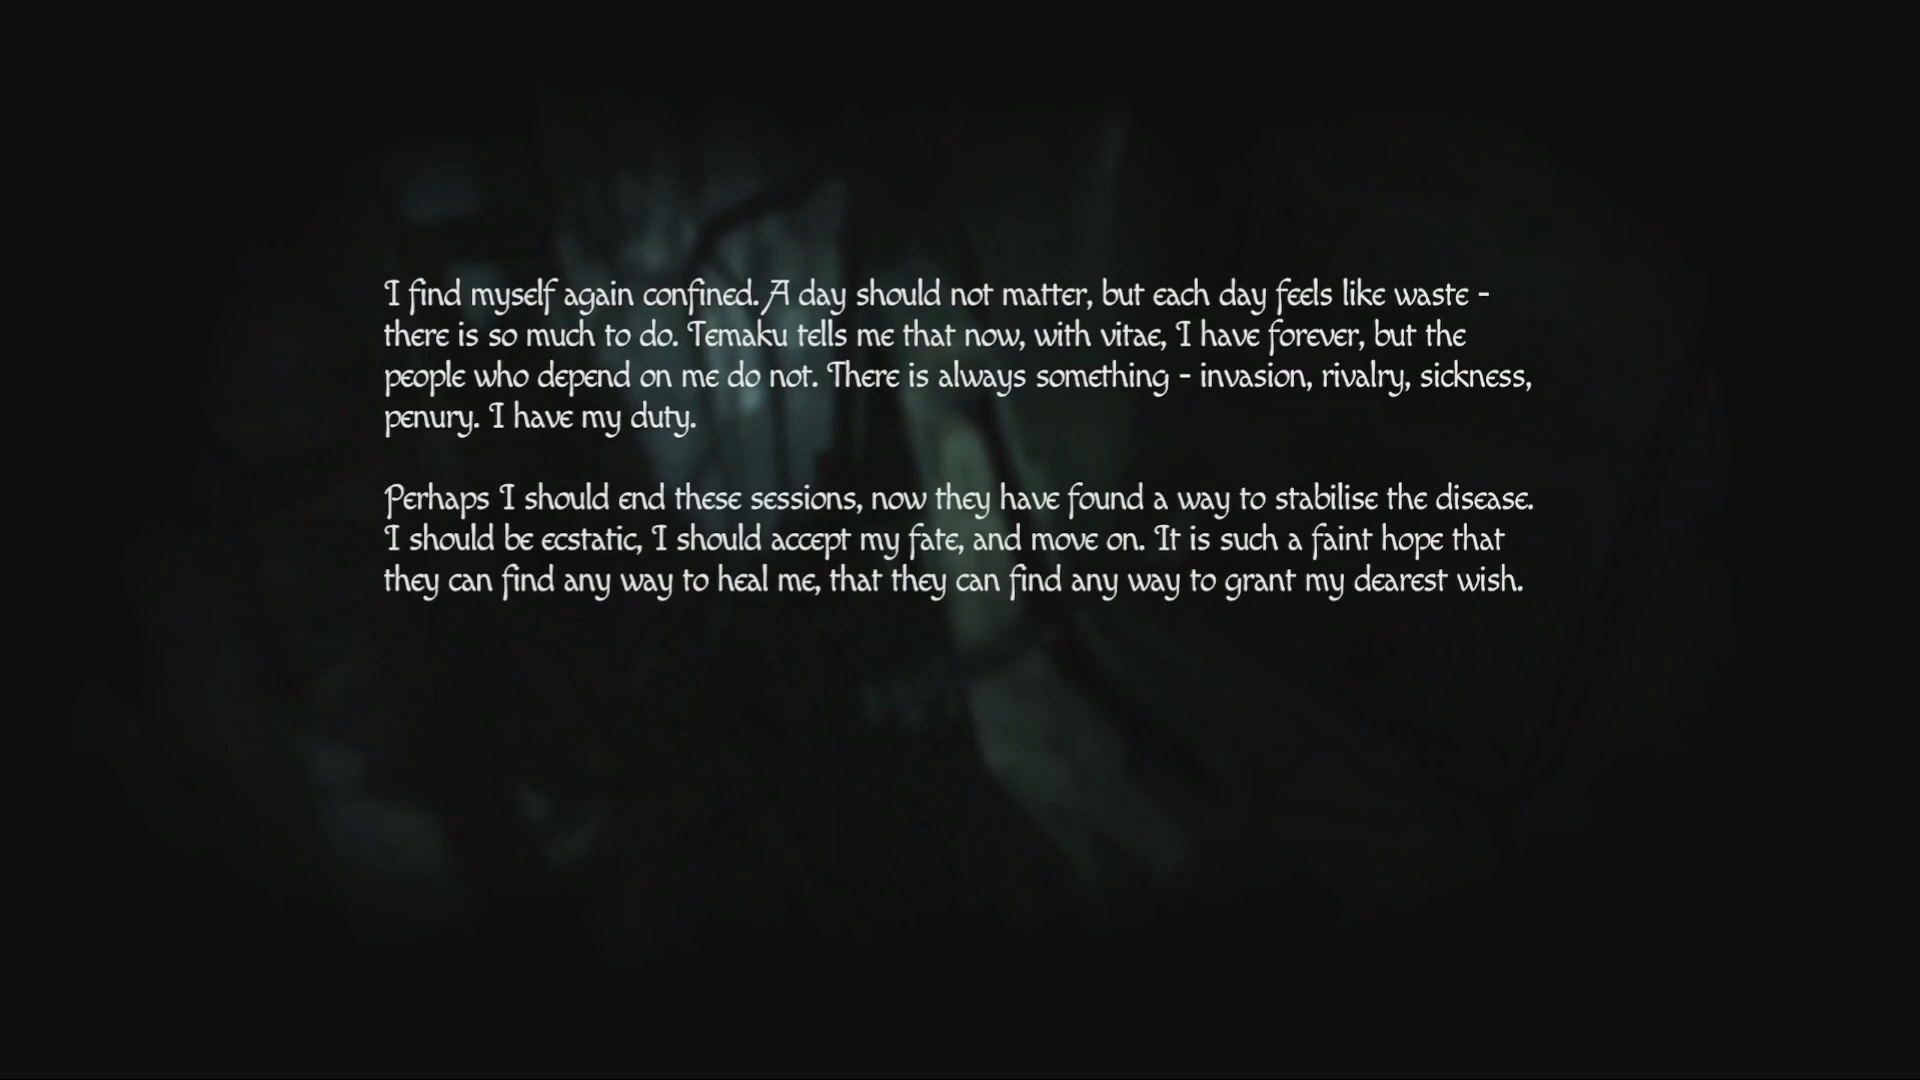 I find myself again confined. A day should not matter, but each day feels like waste -
there is so much to do. Temaku tells me that now, with vitae, I have forever, but the
people who depend on me do not. There is always something - invasion, rivalry, sickness,
penury. I have my duty.
Perhaps I should end these sessions, now they have found a way to stabilise the disease.
I should be ecstatic, I should accept my fate, and move on. It is such a faint hope that
they can find any way to heal me, that they can find any way to grant my dearest wish.